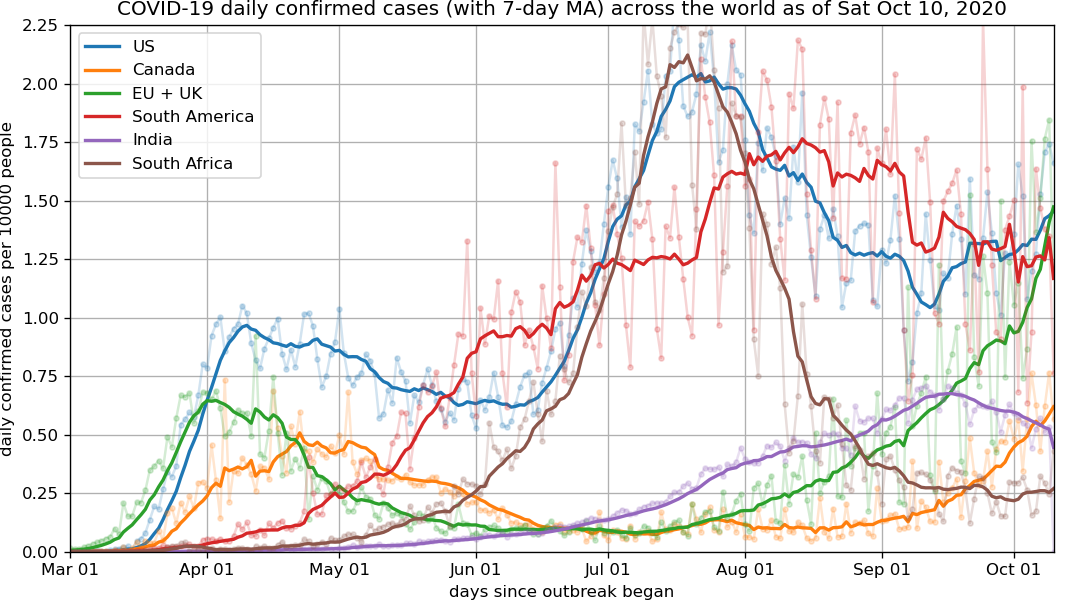 COVID-19 daily confirmed cases (with 7-day MA) across the world as of Sat Oct 10, 2020
daily confirmed cases per 10000 people
2.25
2.00
1.75
1.50
1.25
1.00
0.75
0.50
0.25
0.00
US
Canada
EU + UK
South America
India
South Africa
Mar 01 Apr 01 May 01 Jun 01 Jul 01 Aug 01 Sep 01 Oct 01
days since outbreak began